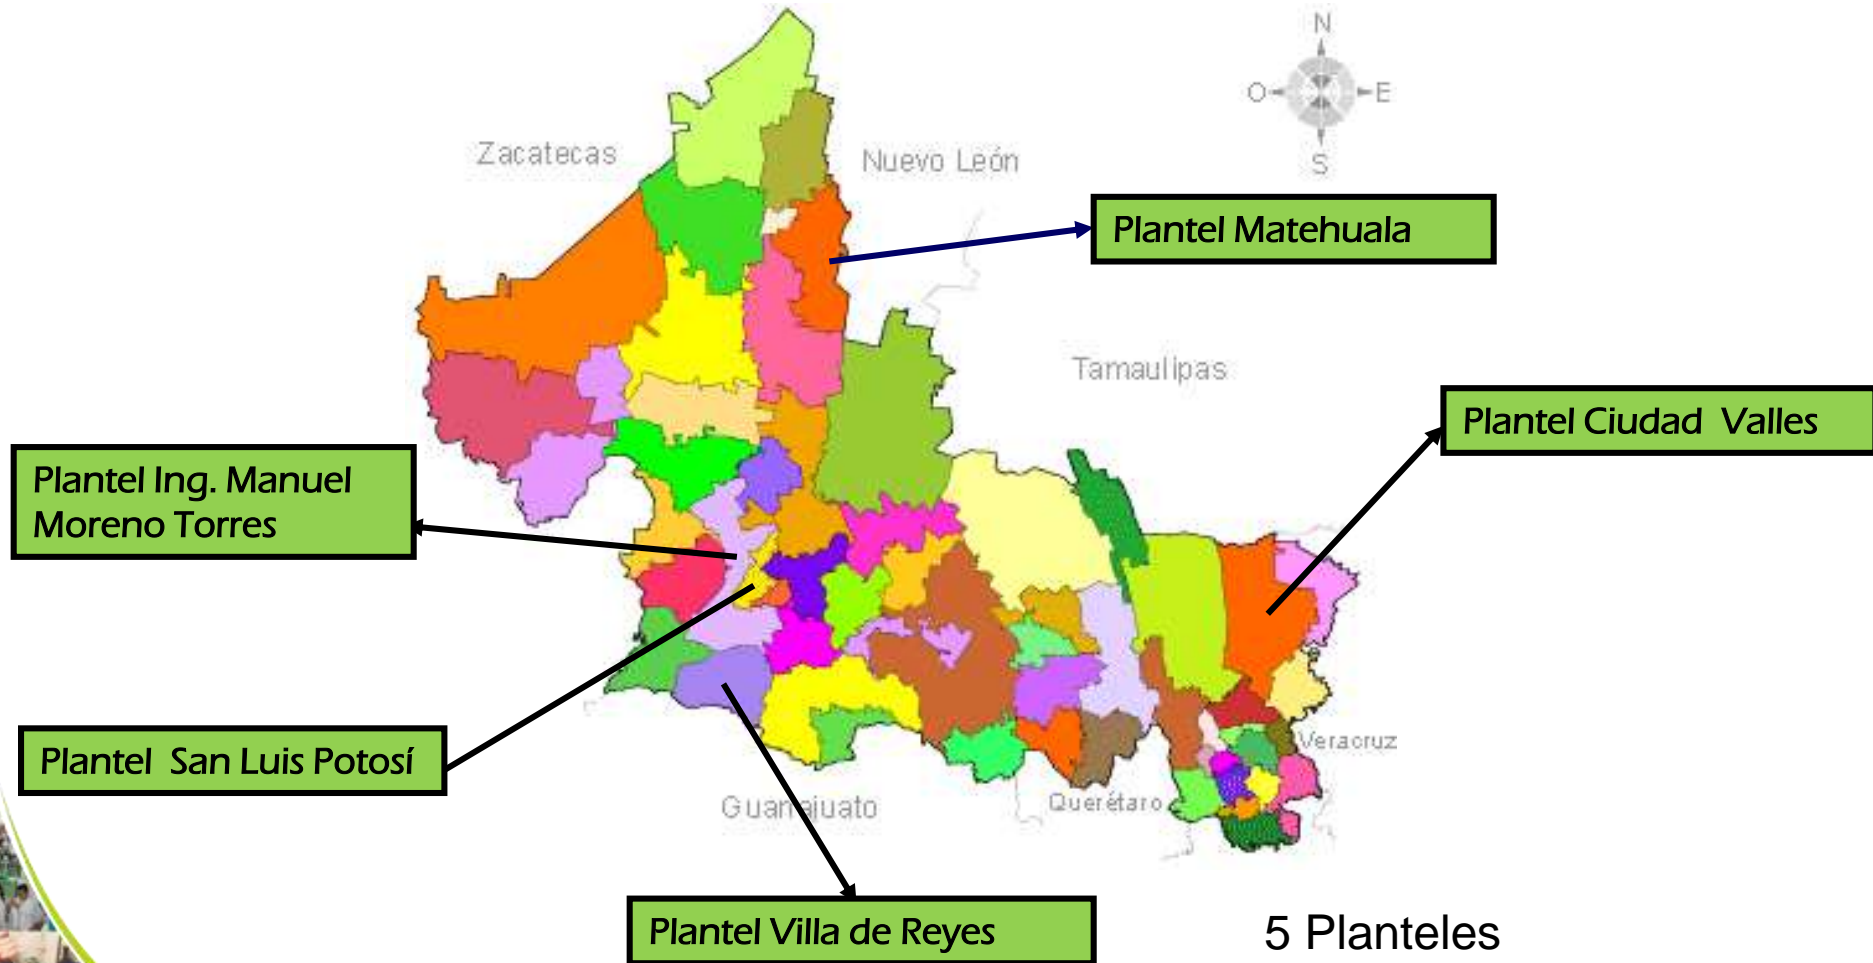 N
O
E
S
Zacatecas
Nuevo León
Plantel Matehuala
Tamaulipas
Plantel Ciudad Valles
Plantel Ing. Manuel
Moreno Torres
Plantel San Luis Potosí
Veracruz
Guanajuato
Querétaro
Plantel Villa de Reyes
5 Planteles